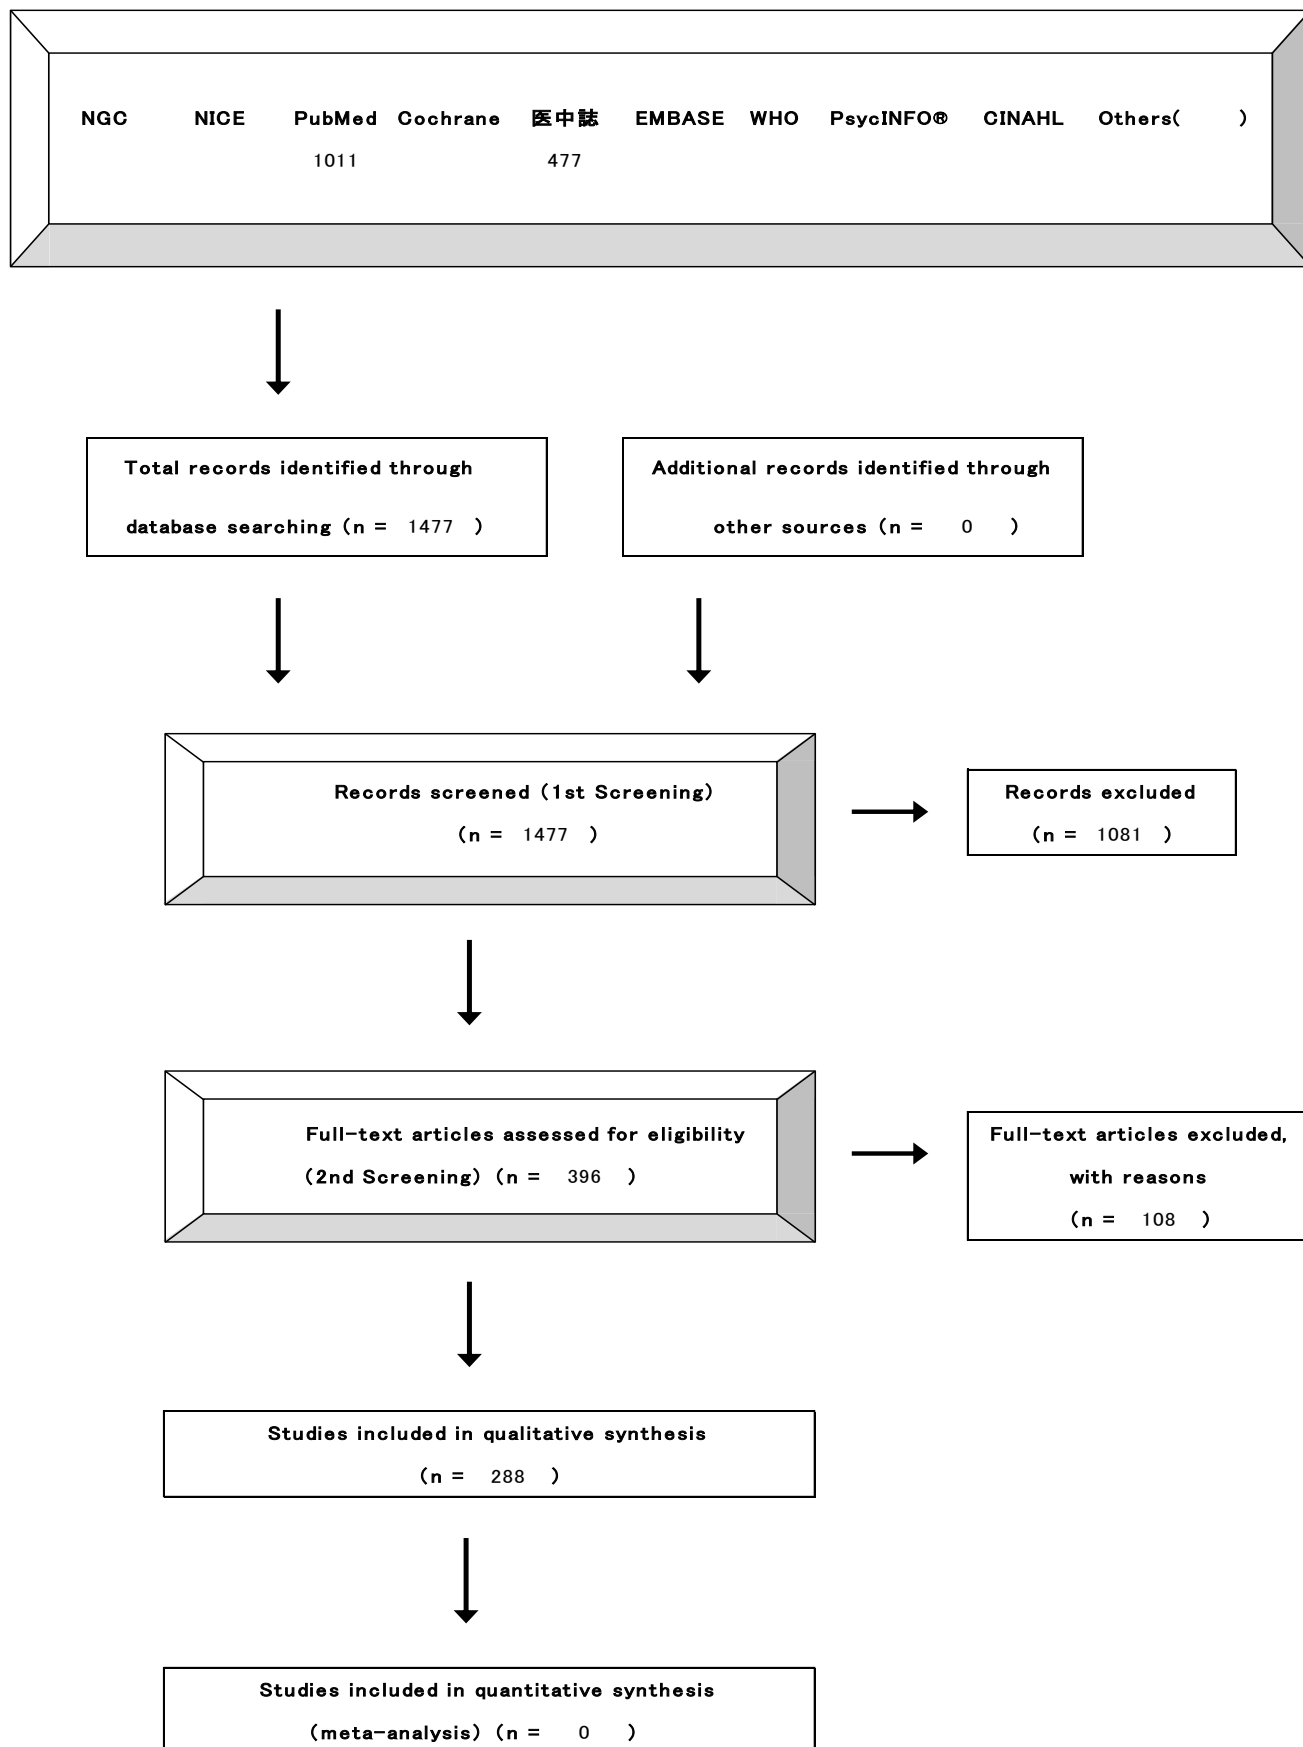 NGC NICE PubMed Cochrane 医中誌 EMBASE WHO PsycINFO® CINAHL Others( )
1011 477
Total records identified through
database searching (n = 1477 )
Additional records identified through
other sources (n = 0 )
Records screened (1st Screening)
(n = 1477 )
Records excluded
(n = 1081 )
Full-text articles assessed for eligibility
(2nd Screening) (n = 396 )
Full-text articles excluded,
with reasons
(n = 108 )
Studies included in qualitative synthesis
(n = 288 )
Studies included in quantitative synthesis
(meta-analysis) (n = 0 )